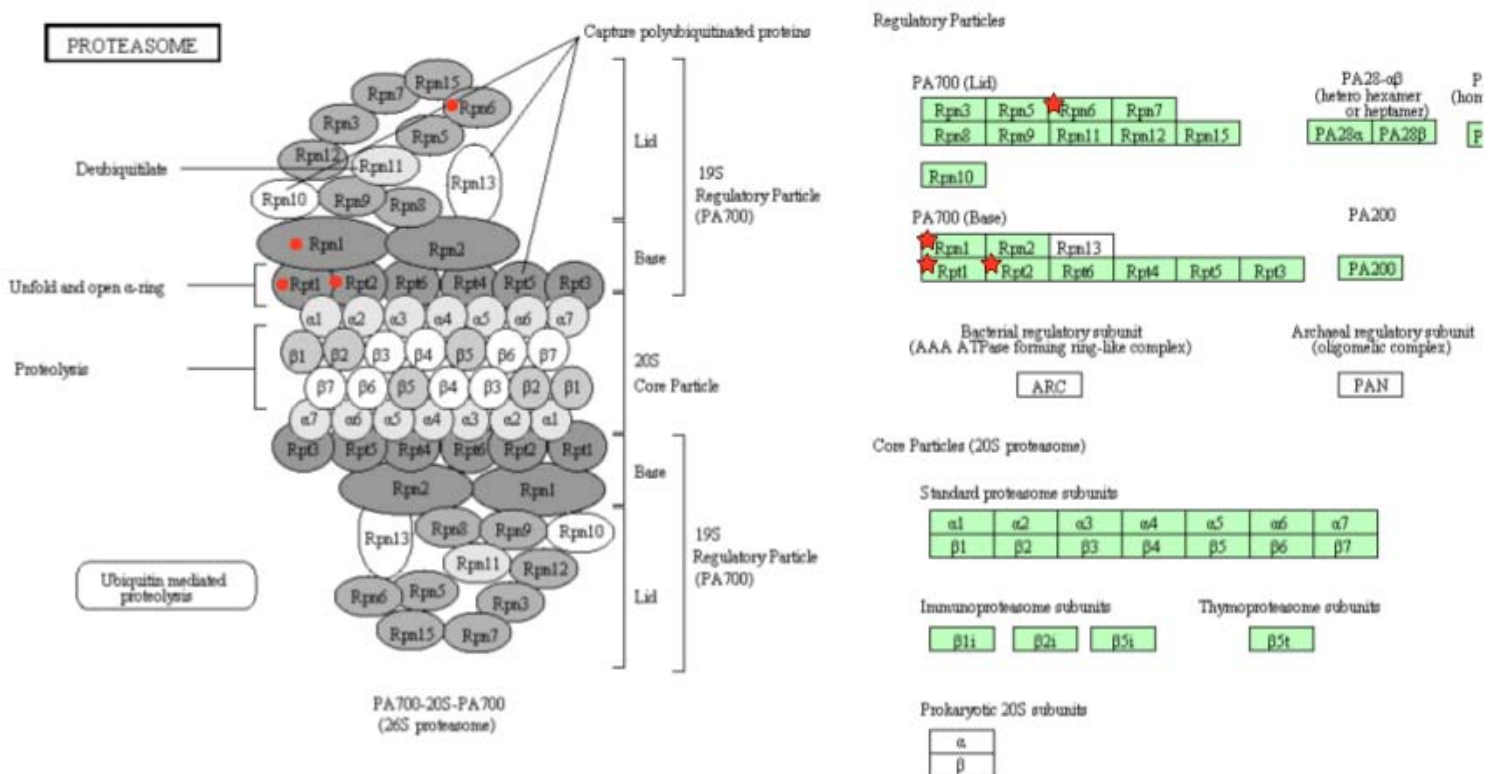 PROTEASOME
Capture polyubiquitinated proteins
Rpn15
Rpn7
Rpn6
Rpn3
Rpn5
Lid
Rpn12
Rpn11
Deubiquitilate
Rpn13
19S
Regulatory Particle
(PA700)
Rpn10
Rpn9
Rpn8
Rpn1
Rpn2
Base
Unfold and open α-ring
Rpt1 Rpt2 Rpt6 Rpt4 Rpt5 Rpt3
α1 α2 α3 α4 α5 α6 α7
β1 β2 β3 β4 β5 β6 β7
Proteolysis
20S
Core Particle
β7 β6 β5 β4 β3 β2 β1
α7 α6 α5 α4 α3 α2 α1
Rpt3 Rpt5 Rpt4 Rpt6 Rpt2 Rpt1
Base
Rpn2 Rpn1
Rpn13
Rpn8
Rpn9
Rpn10
19S
Regulatory Particle
(PA700)
Rpn11
Rpn12
Ubiquitin mediated
proteolysis
Rpn6
Rpn5
Rpn3
Lid
Rpn15
Rpn7
PA700-20S-PA700
(26S proteasome)
Regulatory Particles
PA700 (Lid)
Rpn3 Rpn5 Rpn6 Rpn7
Rpn8 Rpn9 Rpn11 Rpn12 Rpn15
Rpn10
PA28-αβ
(hetero hexamer
or heptamer)
PA28α PA28β
P
(hom
P
PA700 (Base)
Rpn1 Rpn2 Rpn13
Rpt1 Rpt2 Rpt6 Rpt4 Rpt5 Rpt3
PA200
PA200
Bacterial regulatory subunit
(AAA ATPase forming ring-like complex)
ARC
Archaeal regulatory subunit
(oligomelic complex)
PAN
Core Particles (20S proteasome)
Standard proteasome subunits
α1 α2 α3 α4 α5 α6 α7
β1 β2 β3 β4 β5 β6 β7
Immunoproteasome subunits
β1i β2i β5i
Thymoproteasome subunits
β5t
Prokaryotic 20S subunits
α
β